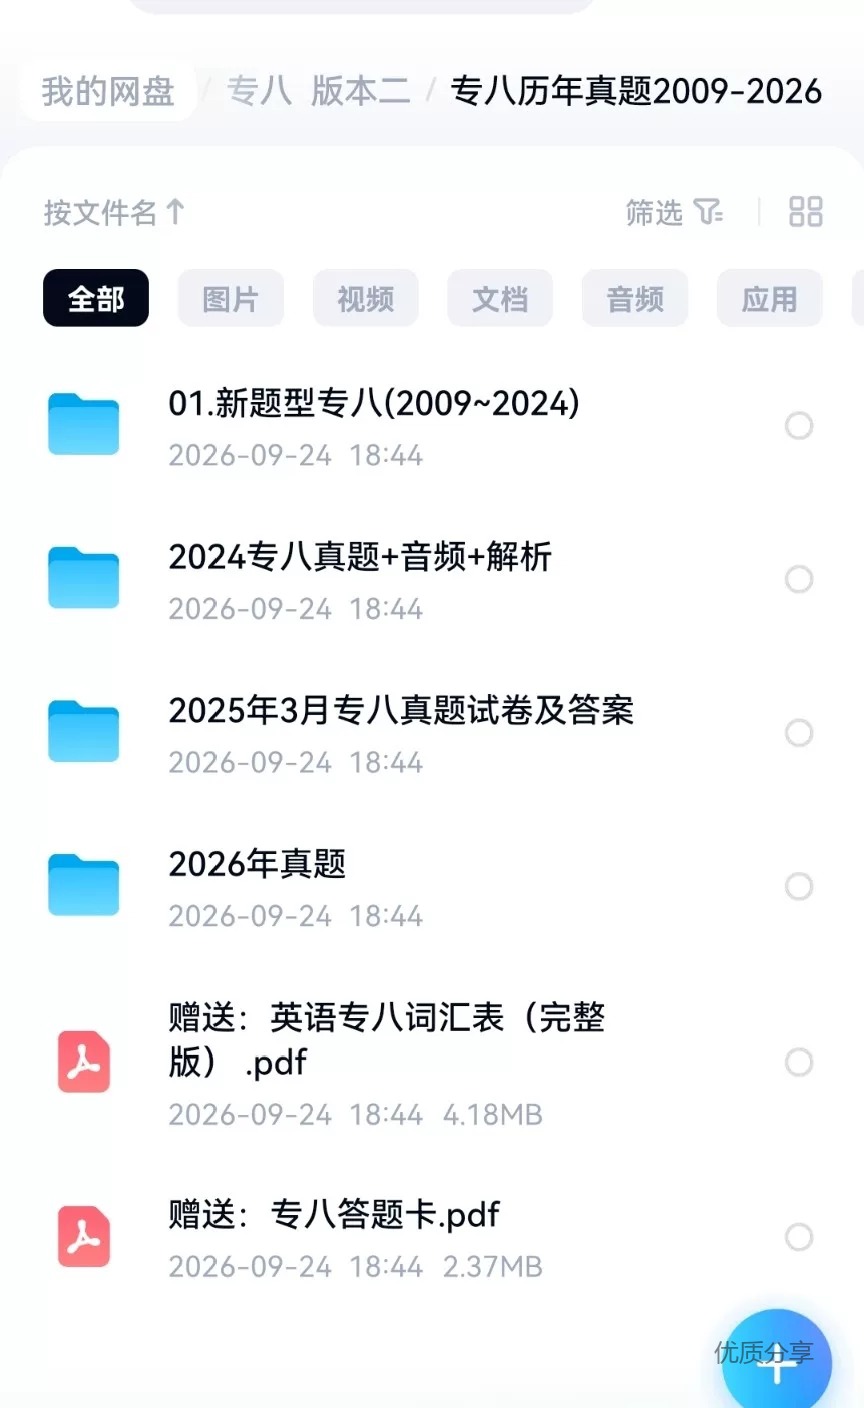 我的网盘 / 专八 版本二 / 专八历年真题2009-2026
按文件名↑ 筛选
全部 图片 视频 文档 音频 应用
01.新题型专八(2009~2024)
2026-09-24 18:44
2024专八真题+音频+解析
2026-09-24 18:44
2025年3月专八真题试卷及答案
2026-09-24 18:44
2026年真题
2026-09-24 18:44
赠送：英语专八词汇表（完整
版） .pdf
2026-09-24 18:44 4.18MB
赠送：专八答题卡.pdf
2026-09-24 18:44 2.37MB
优质分享